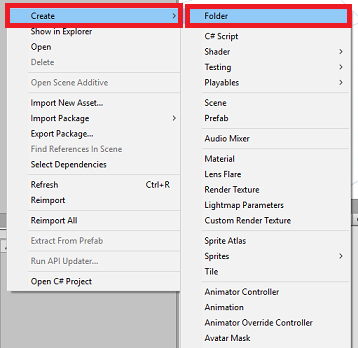 Create
Show in Explorer
Open
Delete
Open Scene Additive
Import New Asset...
Import Package
Export Package...
Find References In Scene
Select Dependencies
Refresh Ctrl+R
Reimport
Reimport All
Extract From Prefab
Run API Updater...
Open C# Project
Folder
C# Script
Shader
Testing
Playables
Scene
Prefab
Audio Mixer
Material
Lens Flare
Render Texture
Lightmap Parameters
Custom Render Texture
Sprite Atlas
Sprites
Tile
Animator Controller
Animation
Animator Override Controller
Avatar Mask